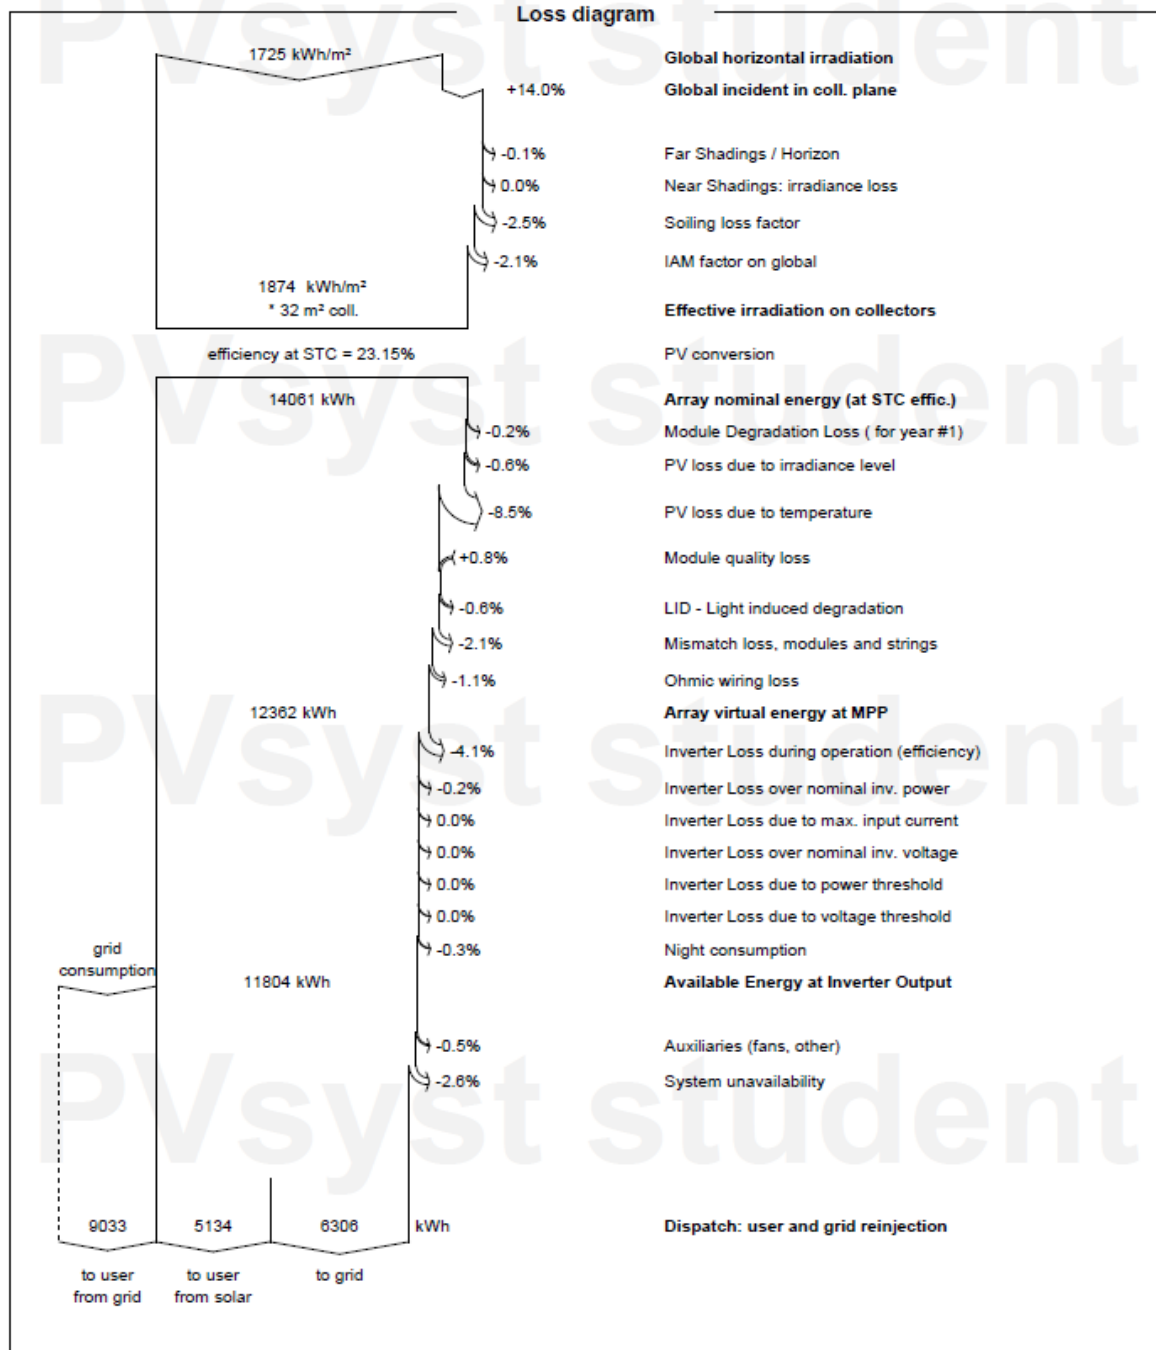 Loss diagram
PVsyst student
1725 kWh/m²
Global horizontal irradiation
+14.0%
Global incident in coll. plane
-0.1%
Far Shadings / Horizon
0.0%
Near Shadings: irradiance loss
-2.5%
Soiling loss factor
-2.1%
IAM factor on global
1874 kWh/m²
* 32 m² coll.
Effective irradiation on collectors
efficiency at STC = 23.15%
PV conversion
PVsyst student
14061 kWh
Array nominal energy (at STC effic.)
-0.2%
Module Degradation Loss ( for year #1)
-0.6%
PV loss due to irradiance level
-8.5%
PV loss due to temperature
+0.8%
Module quality loss
-0.6%
LID - Light induced degradation
-2.1%
Mismatch loss, modules and strings
-1.1%
Ohmic wiring loss
12362 kWh
Array virtual energy at MPP
PVsyst student
-4.1%
Inverter Loss during operation (efficiency)
-0.2%
Inverter Loss over nominal inv. power
0.0%
Inverter Loss due to max. input current
0.0%
Inverter Loss over nominal inv. voltage
0.0%
Inverter Loss due to power threshold
0.0%
Inverter Loss due to voltage threshold
-0.3%
Night consumption
grid
consumption
11804 kWh
Available Energy at Inverter Output
-0.5%
Auxiliaries (fans, other)
-2.6%
System unavailability
PVsyst student
9033
5134
6306
kWh
Dispatch: user and grid reinjection
to user
from grid
to user
from solar
to grid